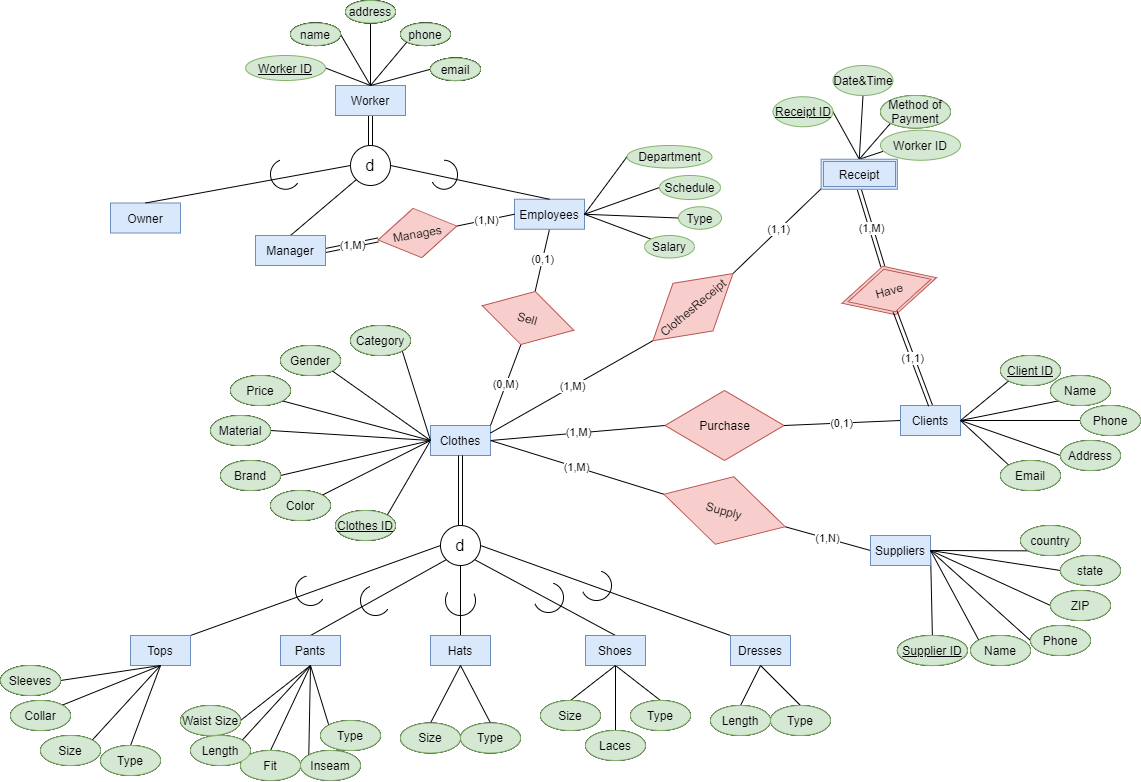 address
name
phone
Worker ID
email
Worker
d
Owner
Manager
(1,M)
Manages
(1,N)
Employees
Department
Schedule
Type
Salary
(0,1)
Sell
(0,M)
Date&Time
Receipt ID
Method of
Payment
Worker ID
Receipt
(1,1)
ClothesReceipt
(1,M)
(1,M)
Have
(1,1)
Category
Gender
Price
Material
Brand
Color
Clothes ID
Clothes
(1,M)
Purchase
(0,1)
Clients
Client ID
Name
Phone
Address
Email
(1,M)
Supply
(1,N)
Suppliers
country
state
ZIP
Phone
Name
Supplier ID
d
Tops
Pants
Hats
Shoes
Dresses
Sleeves
Collar
Size
Type
Waist Size
Length
Fit
Inseam
Type
Size
Type
Size
Laces
Type
Length
Type